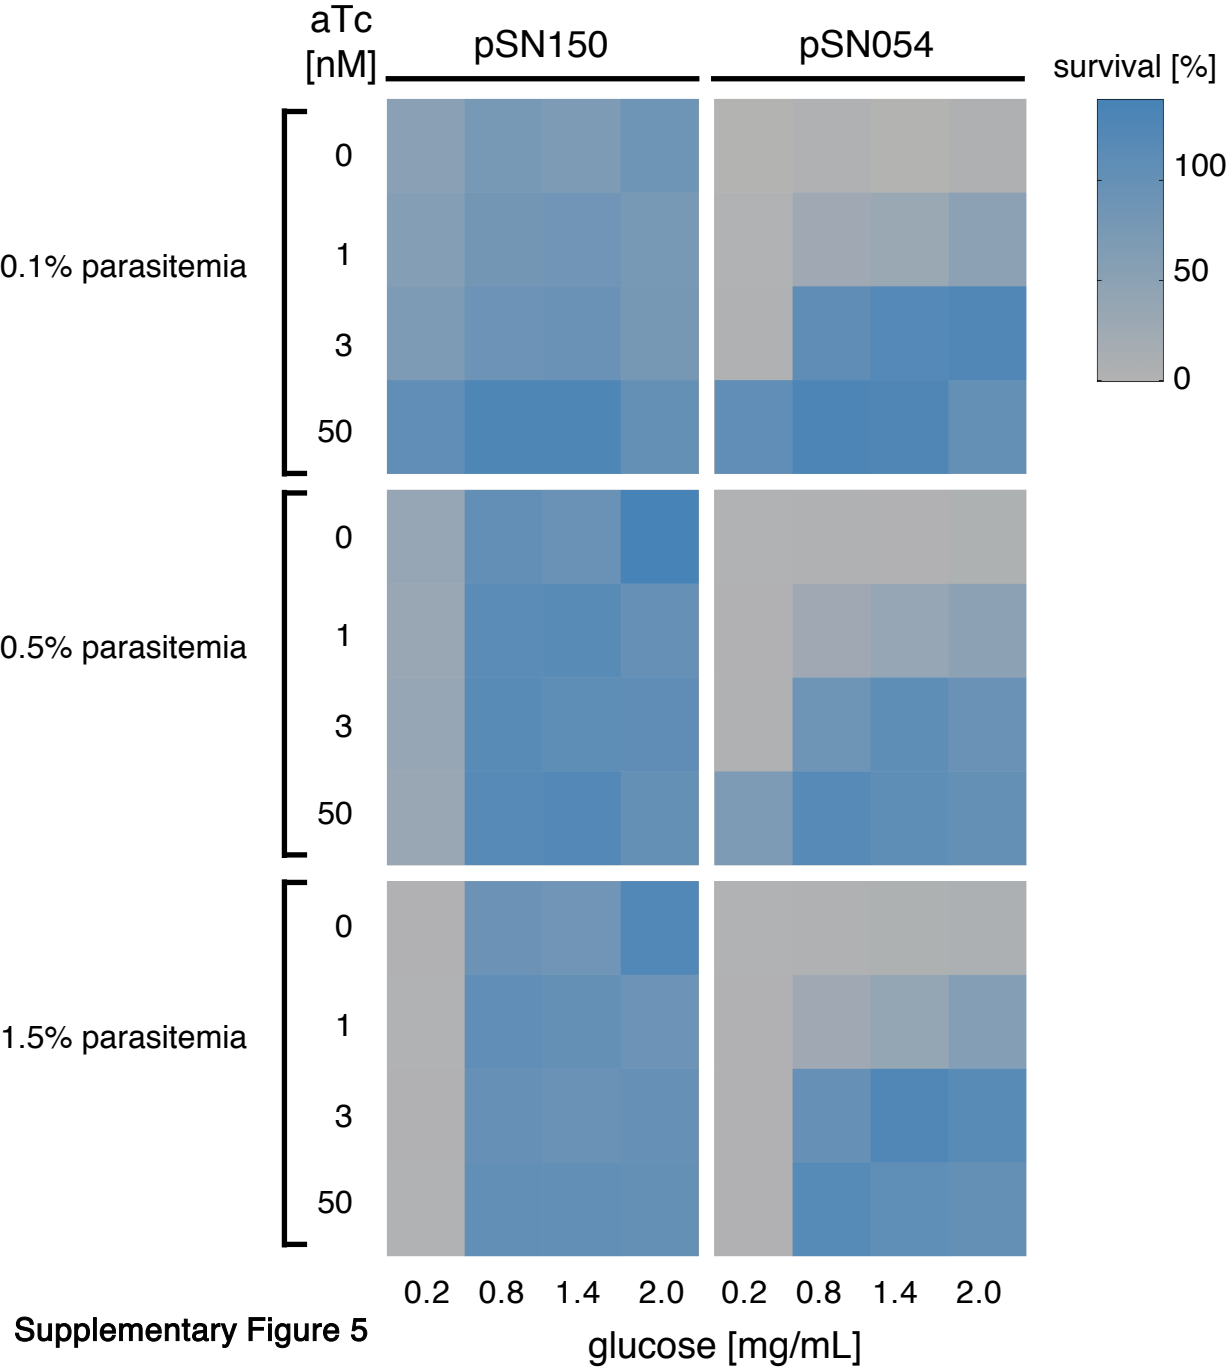 aTc
[nM]
pSN150
pSN054
survival [%]
100
50
0
0.1% parasitemia
0
1
3
50
0.5% parasitemia
0
1
3
50
1.5% parasitemia
0
1
3
50
0.2 0.8 1.4 2.0 0.2 0.8 1.4 2.0
Supplementary Figure 5
glucose [mg/mL]